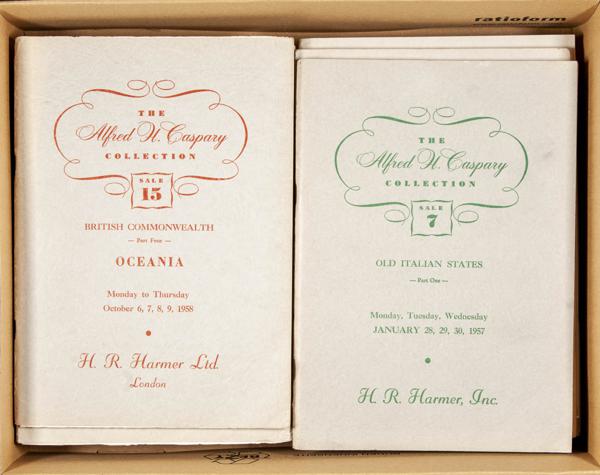 ratioform
THE
Alfred H. Caspary
COLLECTION
SALE
15
BRITISH COMMONWEALTH
— Part Four —
OCEANIA
Monday to Thursday
October 6, 7, 8, 9, 1958
H. R. Harmer Ltd.
London
THE
Alfred H. Caspary
COLLECTION
SALE
7
OLD ITALIAN STATES
— Part One —
Monday, Tuesday, Wednesday
JANUARY 28, 29, 30, 1957
H. R. Harmer, Inc.